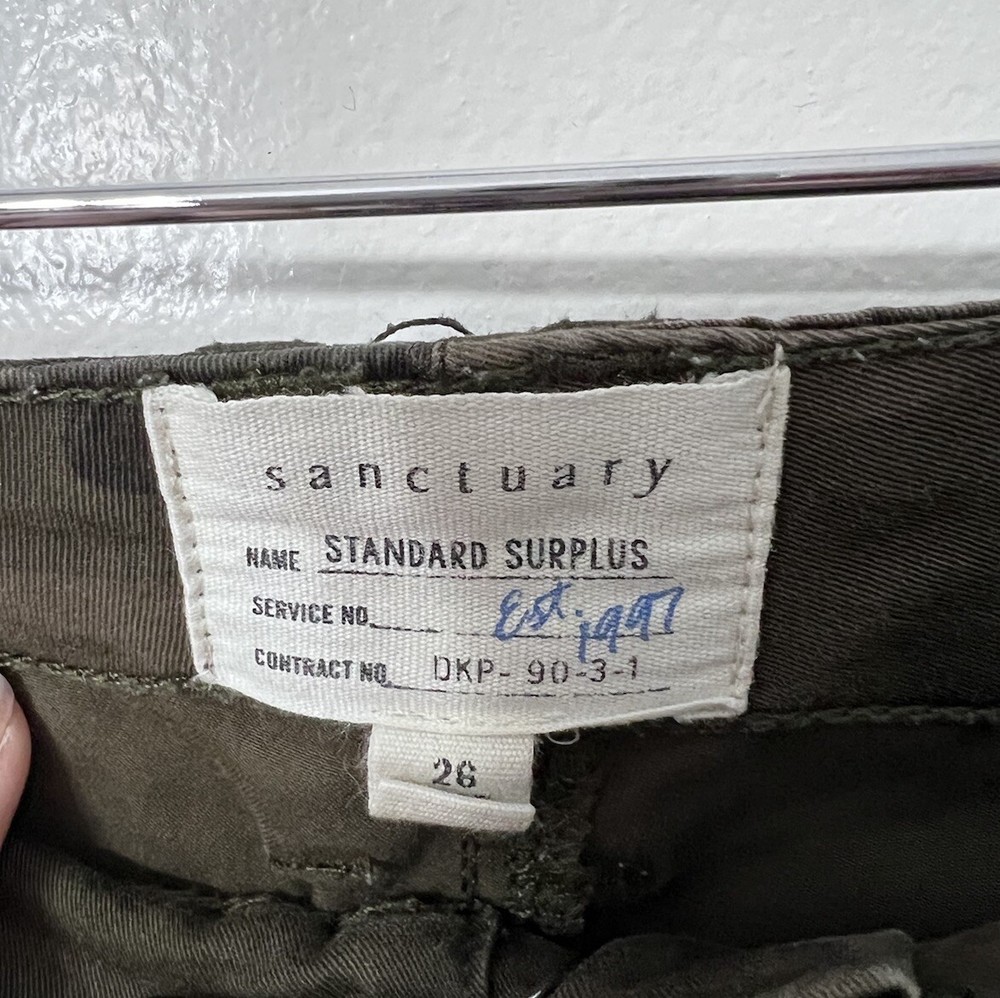 sanctuary
NAME STANDARD SURPLUS
SERVICE NO. Est. 1997
CONTRACT NO. DKP-90-3-1
26